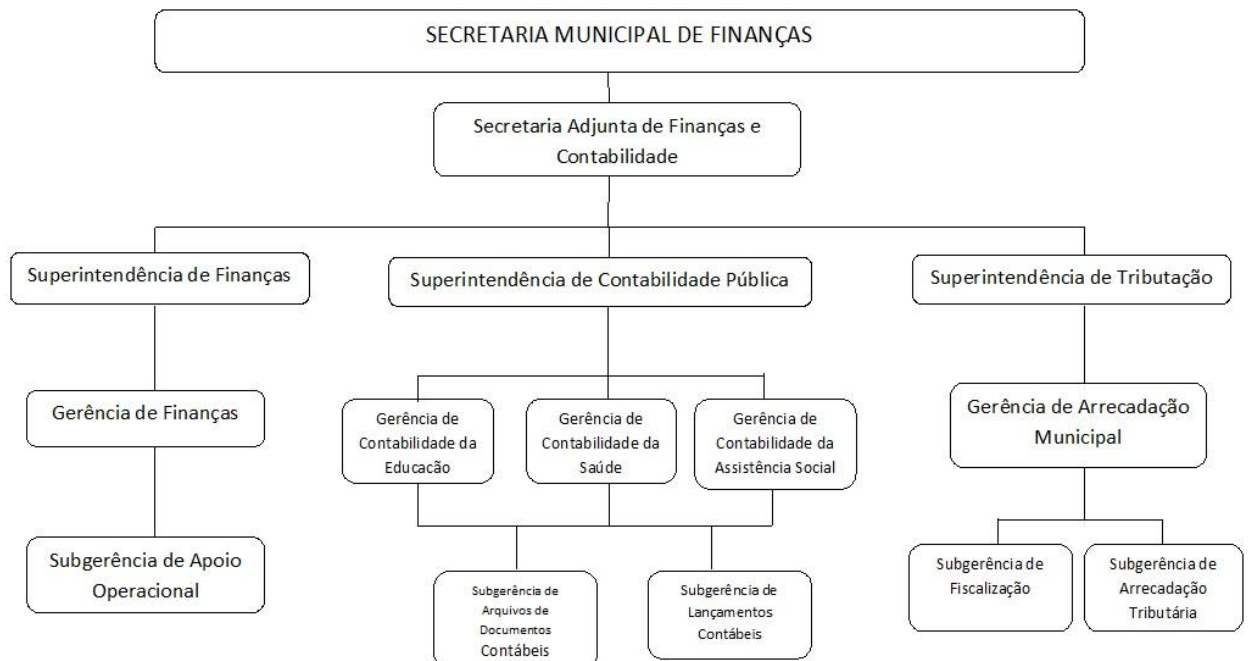 SECRETARIA MUNICIPAL DE FINANÇAS
Secretaria Adjunta de Finanças e
Contabilidade
Superintendência de Finanças
Superintendência de Contabilidade Pública
Superintendência de Tributação
Gerência de Finanças
Gerência de
Contabilidade da
Educacão
Gerência de
Contabilidade da
Saúde
Gerência de
Contabilidade da
Assistência Social
Gerência de Arrecadação
Municipal
Subgerência de Apoio
Operacional
Subgerência de
Arquivos de
Documentos
Contábeis
Subgerência de
Lançamentos
Contábeis
Subgerência de
Fiscalização
Subgerência de
Arrecadação
Tributária